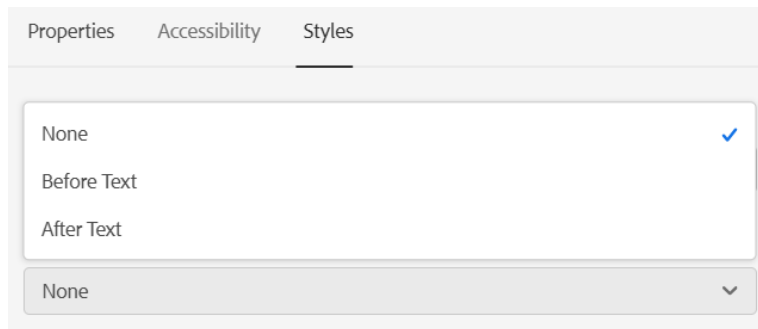 Properties Accessibility Styles
None
Before Text
After Text
None